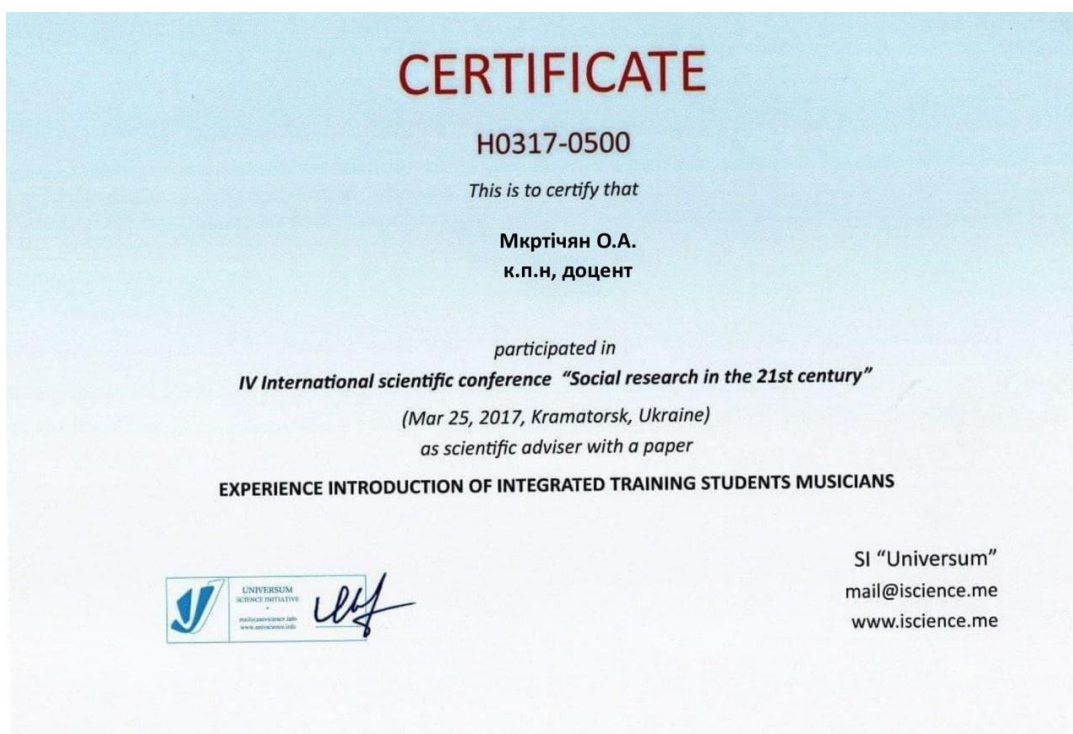 CERTIFICATE
H0317-0500
This is to certify that
Мкртічян О.А.
к.п.н, доцент
participated in
IV International scientific conference “Social research in the 21st century”
(Mar 25, 2017, Kramatorsk, Ukraine)
as scientific adviser with a paper
EXPERIENCE INTRODUCTION OF INTEGRATED TRAINING STUDENTS MUSICIANS
UNIVERSUM
SCIENCE INITIATIVE
SI “Universum”
mail@iscience.me
www.iscience.me